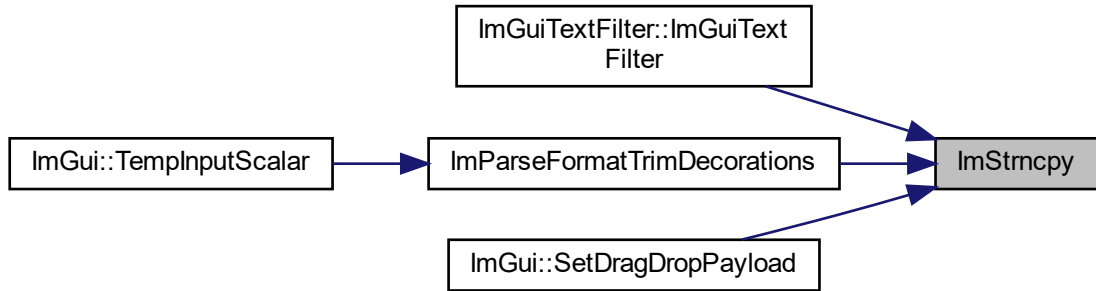 ImGuiTextFilter::ImGuiText
Filter
ImGui::TempInputScalar
ImParseFormatTrimDecorations
ImStrncpy
ImGui::SetDragDropPayload